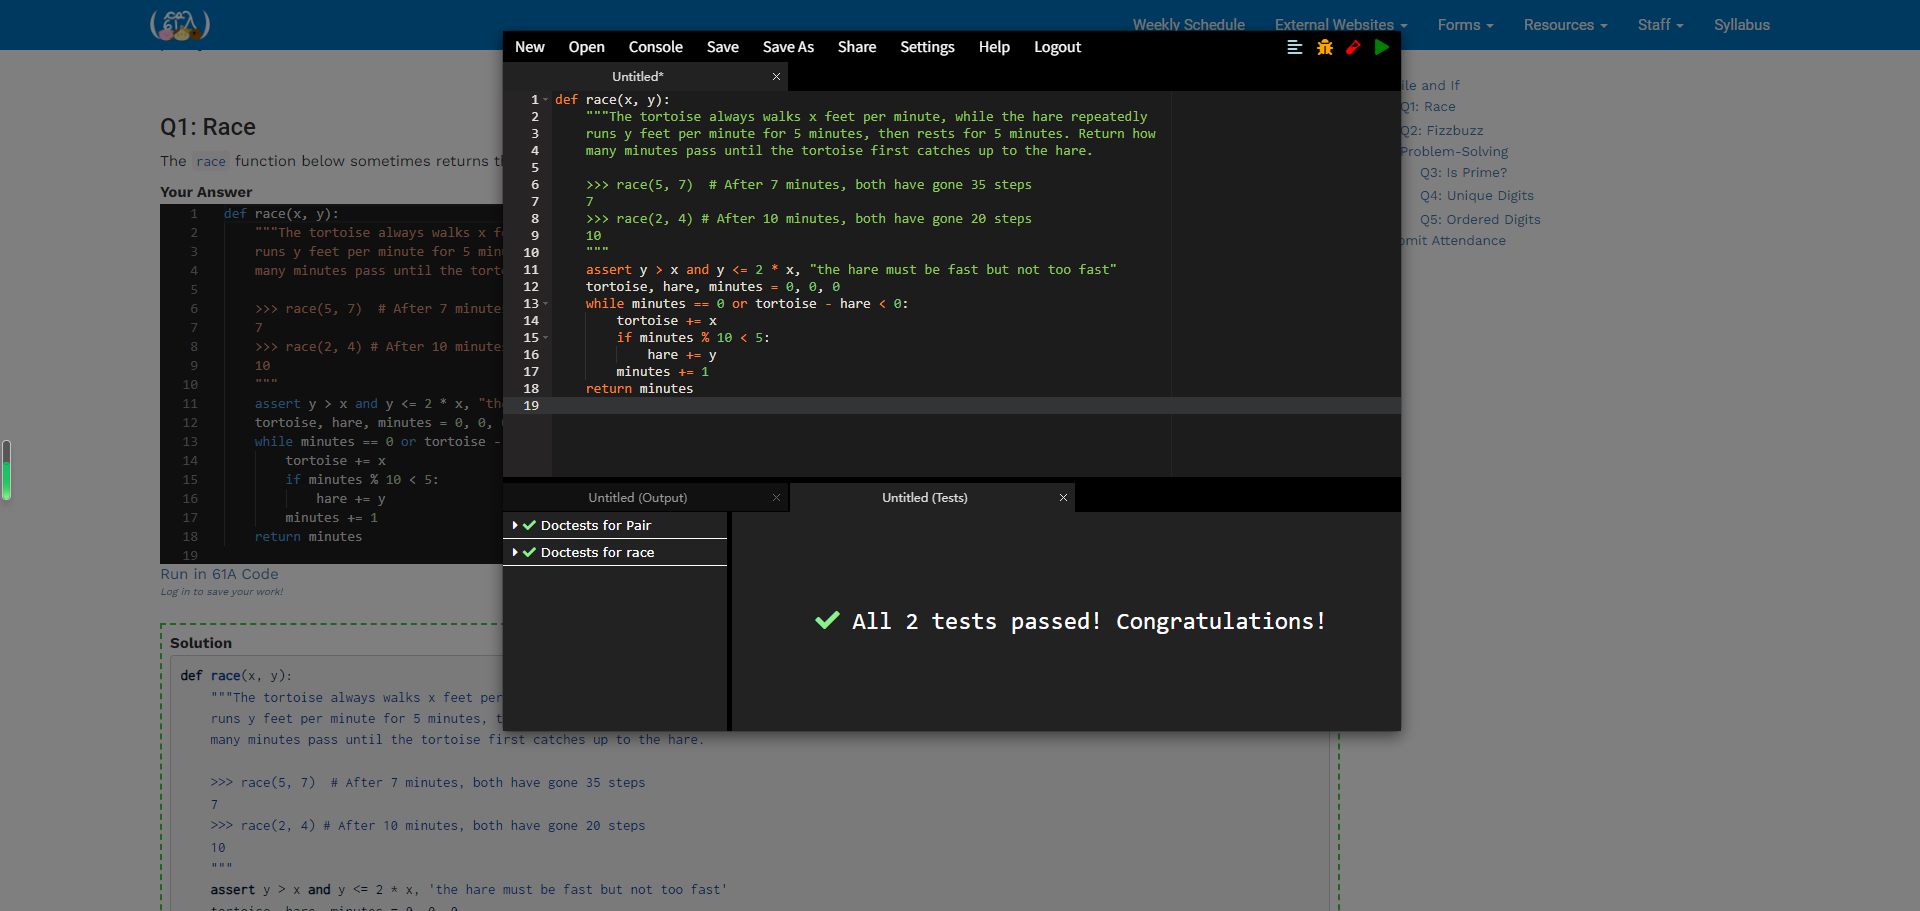 Weekly Schedule External Websites Forms Resources Staff Syllabus
New Open Console Save Save As Share Settings Help Logout
Untitled*
1 def race(x, y):
2 """The tortoise always walks x feet per minute, while the hare repeatedly
3 runs y feet per minute for 5 minutes, then rests for 5 minutes. Return how
4 many minutes pass until the tortoise first catches up to the hare.
5
6 >>> race(5, 7)  # After 7 minutes, both have gone 35 steps
7 7
8 >>> race(2, 4) # After 10 minutes, both have gone 20 steps
9 10
10 """
11 assert y > x and y <= 2 * x, "the hare must be fast but not too fast"
12 tortoise, hare, minutes = 0, 0, 0
13 while minutes == 0 or tortoise - hare < 0:
14 tortoise += x
15 if minutes % 10 < 5:
16 hare += y
17 minutes += 1
18 return minutes
19
Untitled (Output) Untitled (Tests)
Doctests for Pair
Doctests for race
All 2 tests passed! Congratulations!
Q1: Race
The race function below sometimes returns
Your Answer
1 def race(x, y):
2 """The tortoise always walks x
3 runs y feet per minute for 5
4 many minutes pass until the
5
6 >>> race(5, 7)  # After 7 minute
7 7
8 >>> race(2, 4) # After 10 minute
9 10
10 """
11 assert y > x and y <= 2 * x,
12 tortoise, hare, minutes = 0, 0,
13 while minutes == 0 or tortoise -
14 tortoise += x
15 if minutes % 10 < 5:
16 hare += y
17 minutes += 1
18 return minutes
19
Run in 61A Code
Log in to save your work!
Solution
def race(x, y):
"""The tortoise always walks x feet per
runs y feet per minute for 5 minutes,
many minutes pass until the tortoise first catches up to the hare.
>>> race(5, 7)  # After 7 minutes, both have gone 35 steps
7
>>> race(2, 4) # After 10 minutes, both have gone 20 steps
10
"""
assert y > x and y <= 2 * x, 'the hare must be fast but not too fast'
ile and If
Q1: Race
Q2: Fizzbuzz
Problem-Solving
Q3: Is Prime?
Q4: Unique Digits
Q5: Ordered Digits
mit Attendance